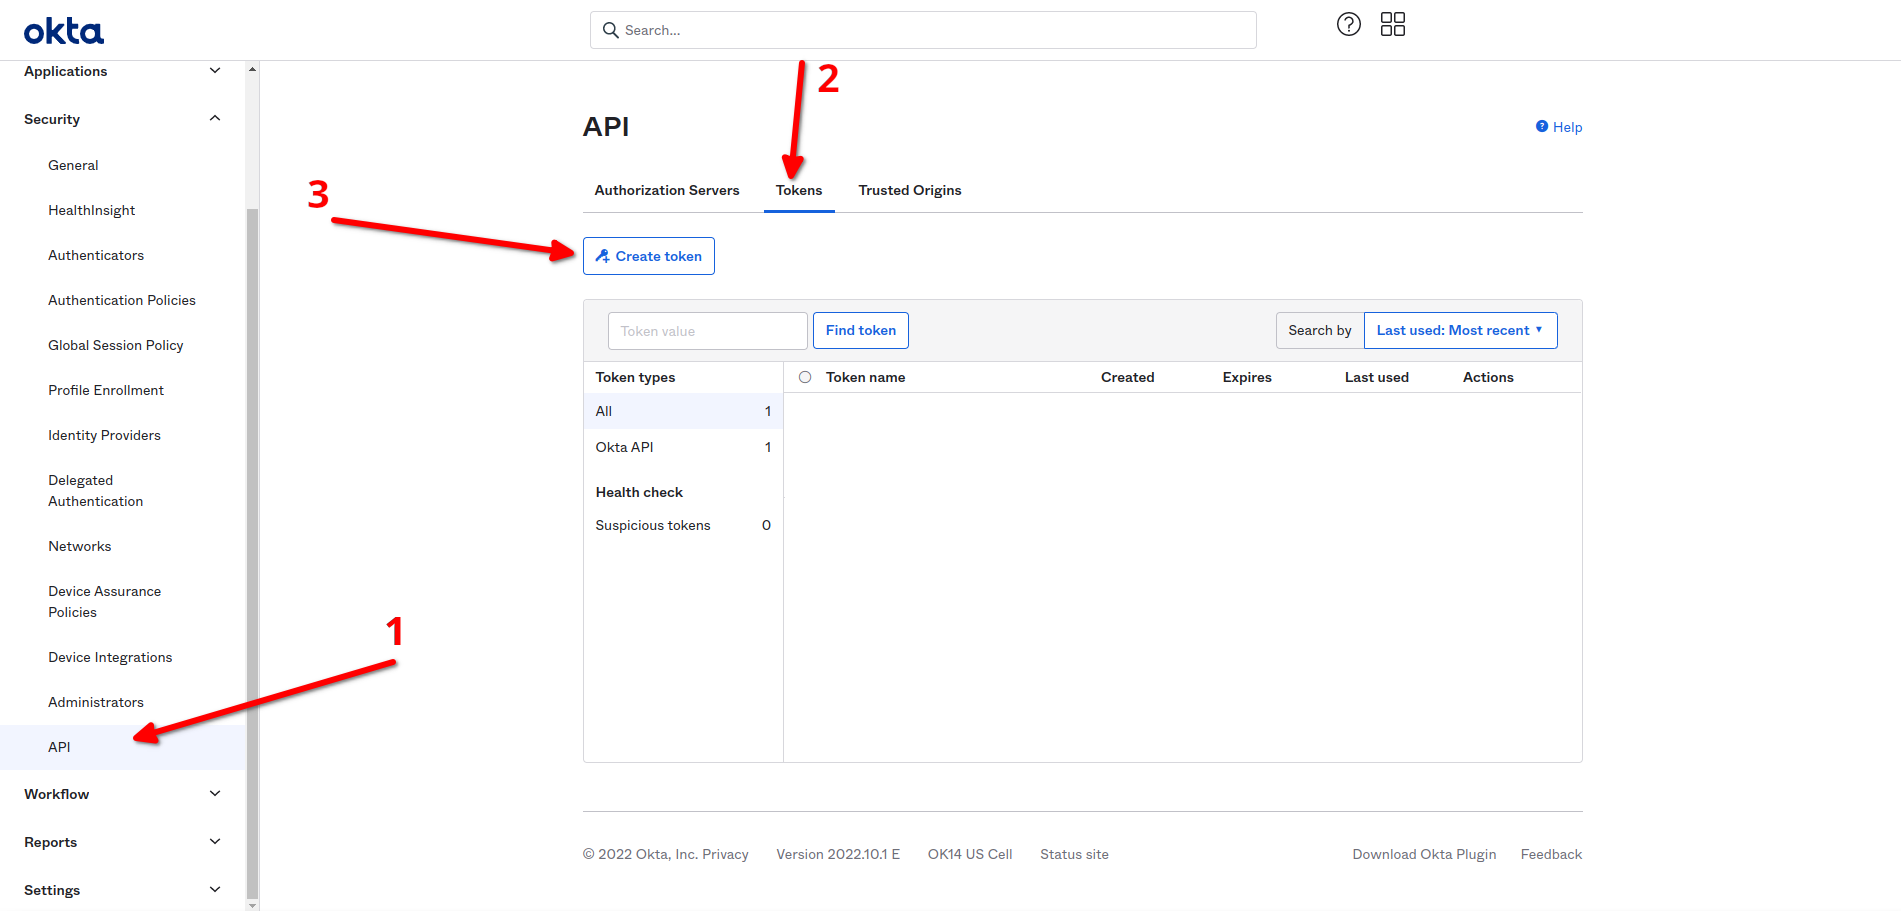 okta
Search...
Applications
Security
General
HealthInsight
Authenticators
Authentication Policies
Global Session Policy
Profile Enrollment
Identity Providers
Delegated
Authentication
Networks
Device Assurance
Policies
Device Integrations
Administrators
API
Workflow
Reports
Settings
1
2
3
API
Help
Authorization Servers Tokens Trusted Origins
Create token
Token value Find token Search by Last used: Most recent
Token types Token name Created Expires Last used Actions
All 1
Okta API 1
Health check
Suspicious tokens 0
© 2022 Okta, Inc. Privacy Version 2022.10.1 E OK14 US Cell Status site Download Okta Plugin Feedback